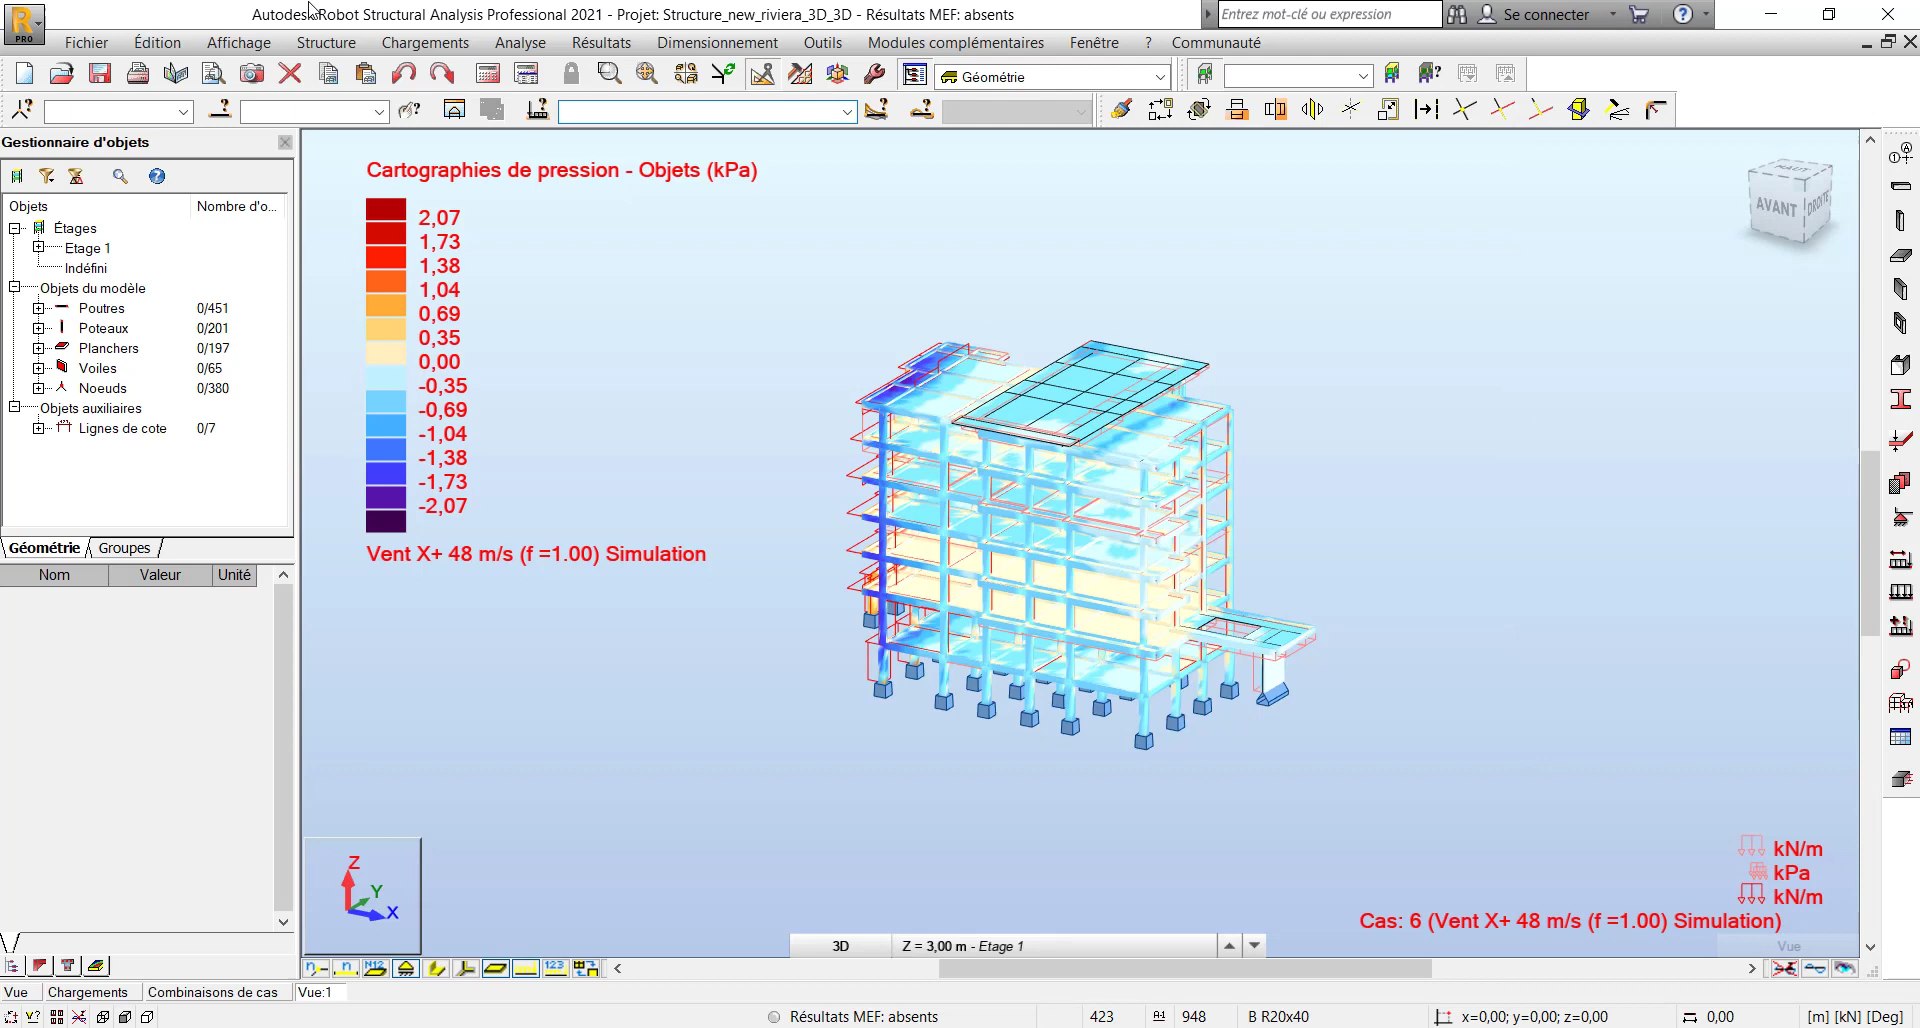 Autodesk Robot Structural Analysis Professional 2021 - Projet: Structure_new_riviera_3D_3D - Résultats MEF: absents
Entrez mot-clé ou expression
Se connecter
PRO
Fichier Édition Affichage Structure Chargements Analyse Résultats Dimensionnement Outils Modules complémentaires Fenêtre ? Communauté
Géométrie
Gestionnaire d'objets
Objets Nombre d'o...
Étages
Etage 1
Indéfini
Objets du modèle
Poutres 0/451
Poteaux 0/201
Planchers 0/197
Voiles 0/65
Noeuds 0/380
Objets auxiliaires
Lignes de cote 0/7
Géométrie Groupes
Nom Valeur Unité
Cartographies de pression - Objets (kPa)
2,07
1,73
1,38
1,04
0,69
0,35
0,00
-0,35
-0,69
-1,04
-1,38
-1,73
-2,07
Vent X+ 48 m/s (f =1.00) Simulation
HAUT
AVANT
DROITE
Z
Y
X
kN/m
kPa
kN/m
Cas: 6 (Vent X+ 48 m/s (f =1.00) Simulation)
3D Z = 3,00 m - Etage 1
Vue
Vue Chargements Combinaisons de cas Vue:1
Résultats MEF: absents 423 948 B R20x40 x=0,00; y=0,00; z=0,00 0,00 [m] [kN] [Deg]